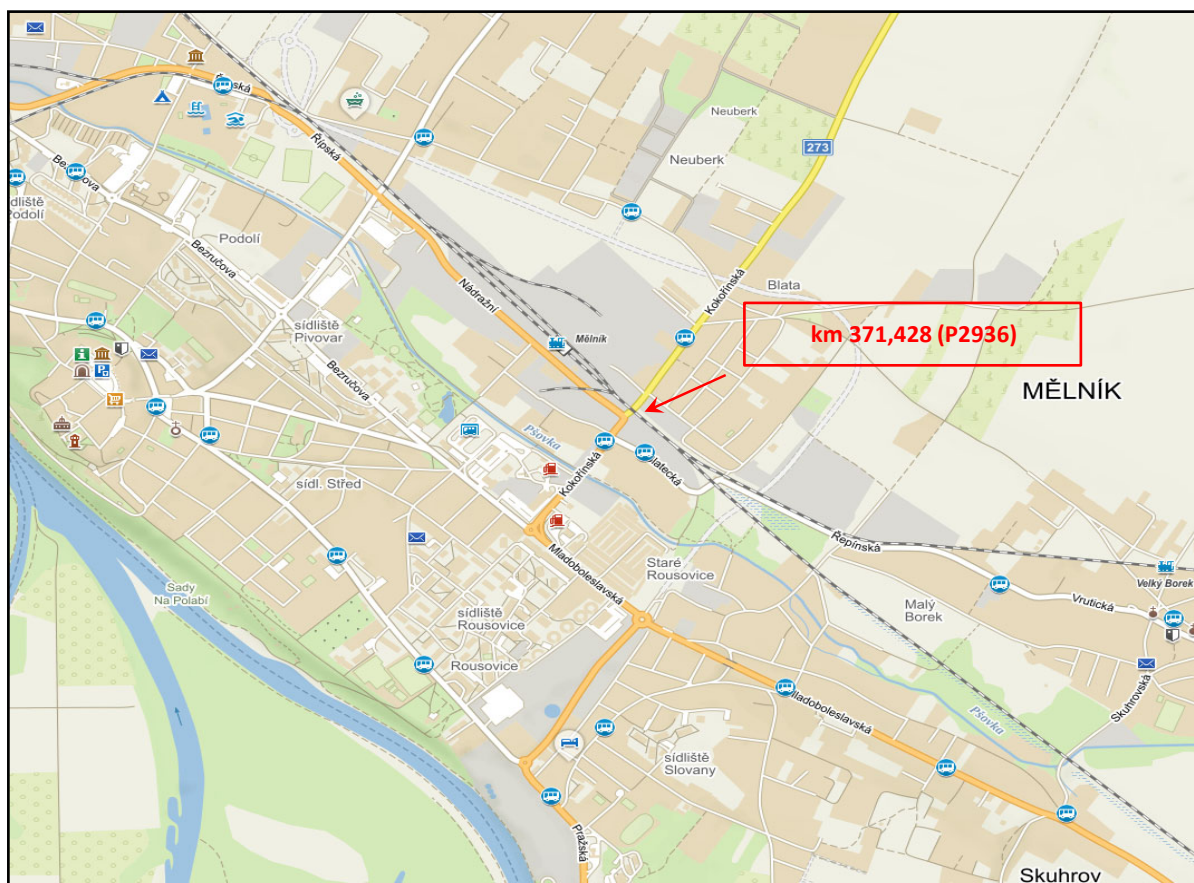 Řípská
Bezručova
sídliště
Podolí
Neuberk
Neuberk
273
Podolí
Bezručova
Nádražní
Kokořínská
Blata
sídliště
Pivovar
Mělník
km 371,428 (P2936)
MĚLNÍK
Bezručova
Pšovka
Kokořínská
sídl. Střed
Řepínská
Mladoboleslavská
Staré
Rousovice
Velký Borek
Vrutická
Malý
Borek
Sady
Na Polabí
sídliště
Rousovice
Rousovice
Skuhrovská
Mladoboleslavská
Pšovka
sídliště
Slovany
Pražská
Skuhrov